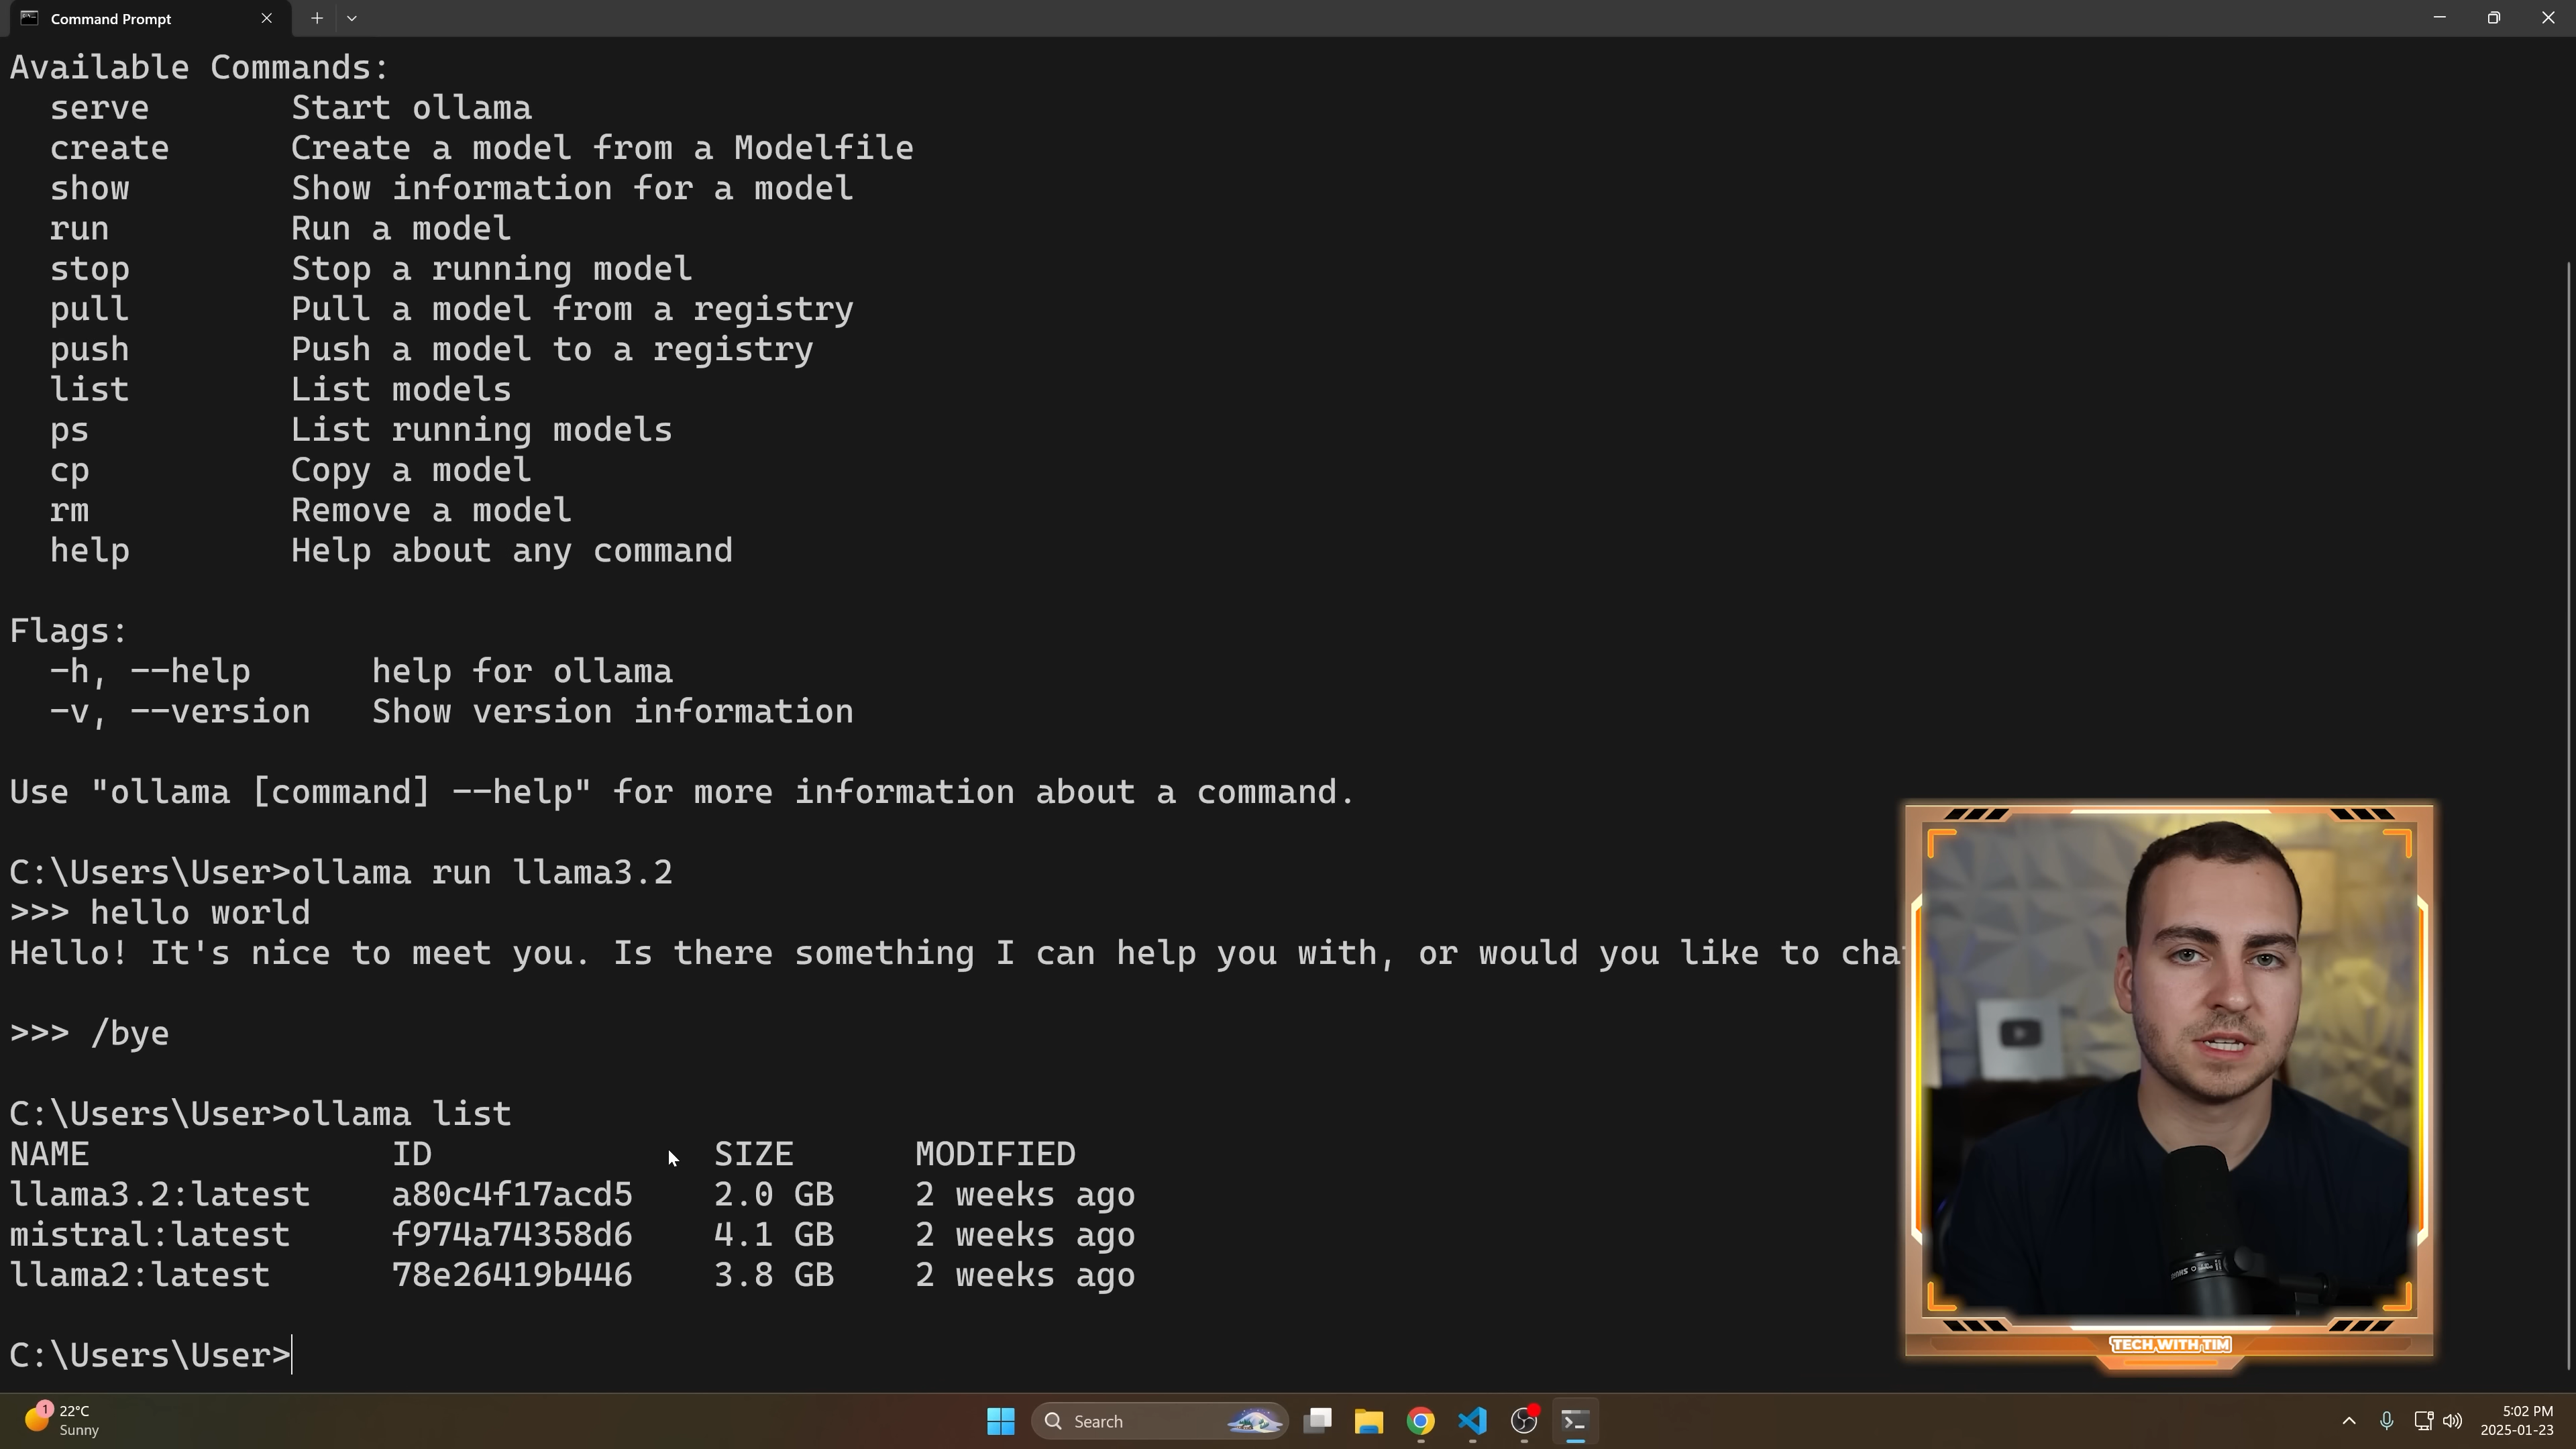 Command Prompt
Available Commands:
serve Start ollama
create Create a model from a Modelfile
show Show information for a model
run Run a model
stop Stop a running model
pull Pull a model from a registry
push Push a model to a registry
list List models
ps List running models
cp Copy a model
rm Remove a model
help Help about any command
Flags:
-h, --help help for ollama
-v, --version Show version information
Use "ollama [command] --help" for more information about a command.
C:\Users\User>ollama run llama3.2
>>> hello world
Hello! It's nice to meet you. Is there something I can help you with, or would you like to cha
>>> /bye
C:\Users\User>ollama list
NAME ID SIZE MODIFIED
llama3.2:latest a80c4f17acd5 2.0 GB 2 weeks ago
mistral:latest f974a74358d6 4.1 GB 2 weeks ago
llama2:latest 78e26419b446 3.8 GB 2 weeks ago
C:\Users\User>
TECH WITH TIM
1
22°C
Sunny
Search
5:02 PM
2025-01-23